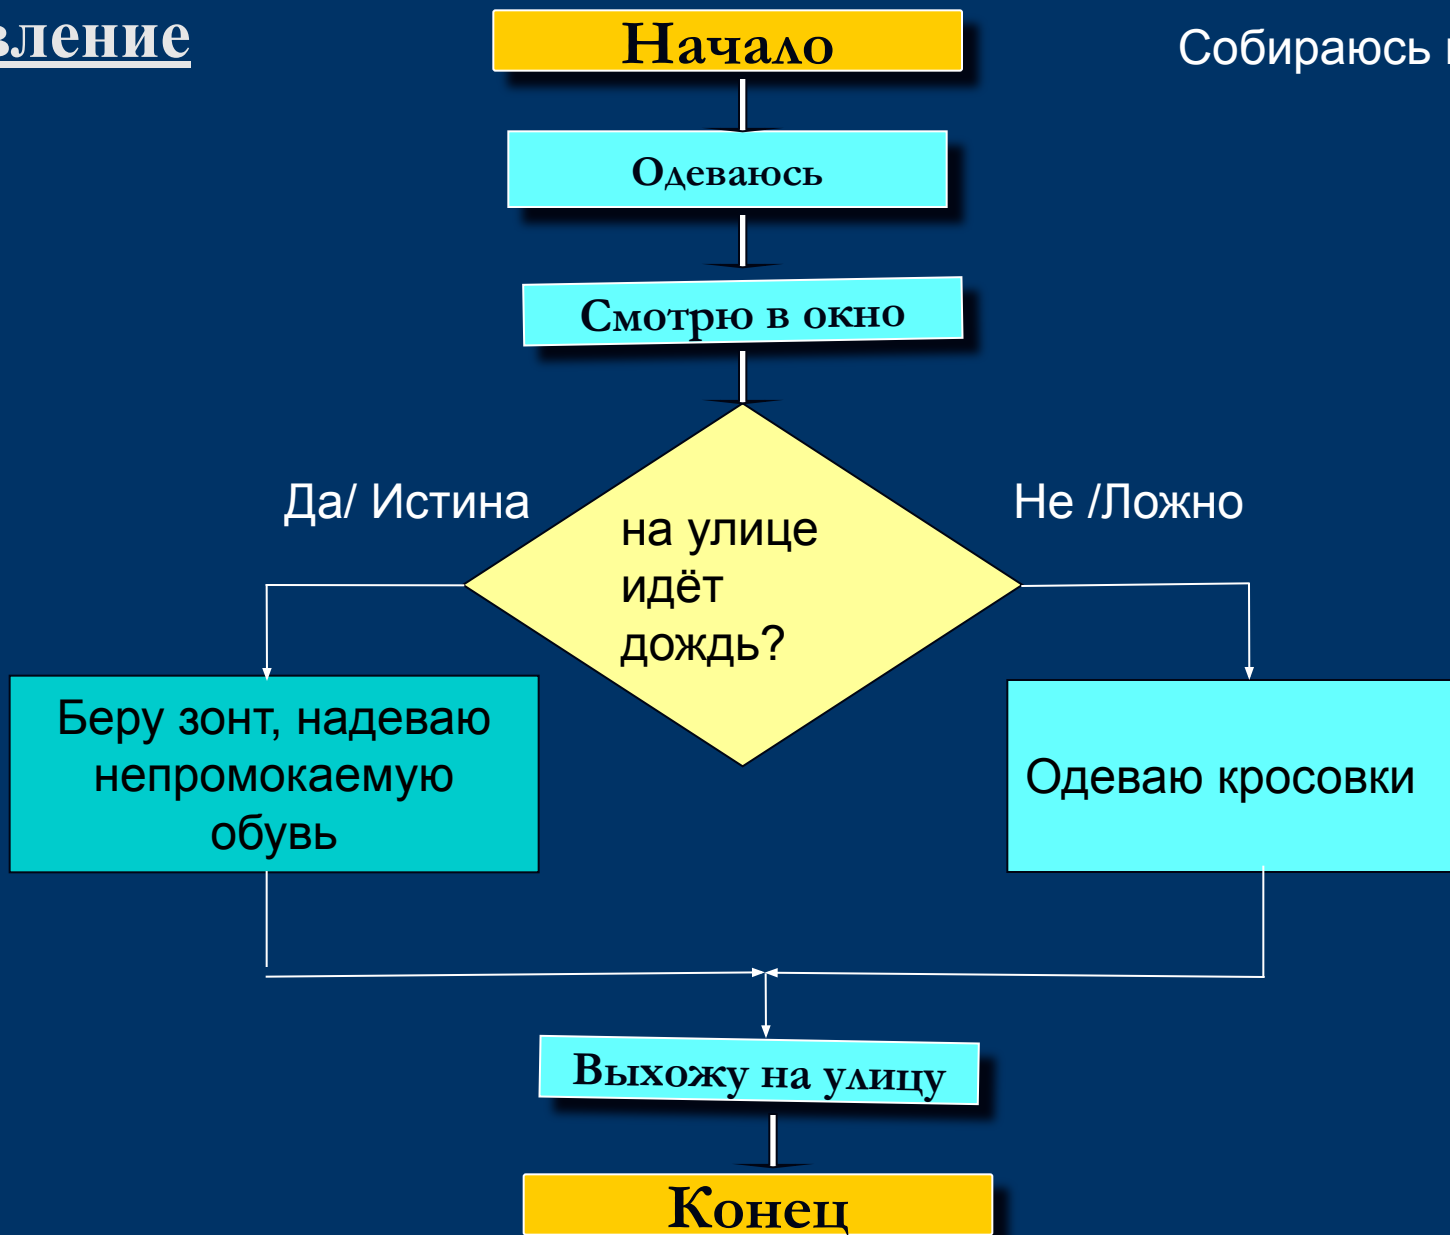 вление
Начало
Собираюсь
Одеваюсь
Смотрю в окно
Да/ Истина
Не /Ложно
на улице
идёт
дождь?
Беру зонт, надеваю
непромокаемую
обувь
Одеваю кросовки
Выхожу на улицу
Конец